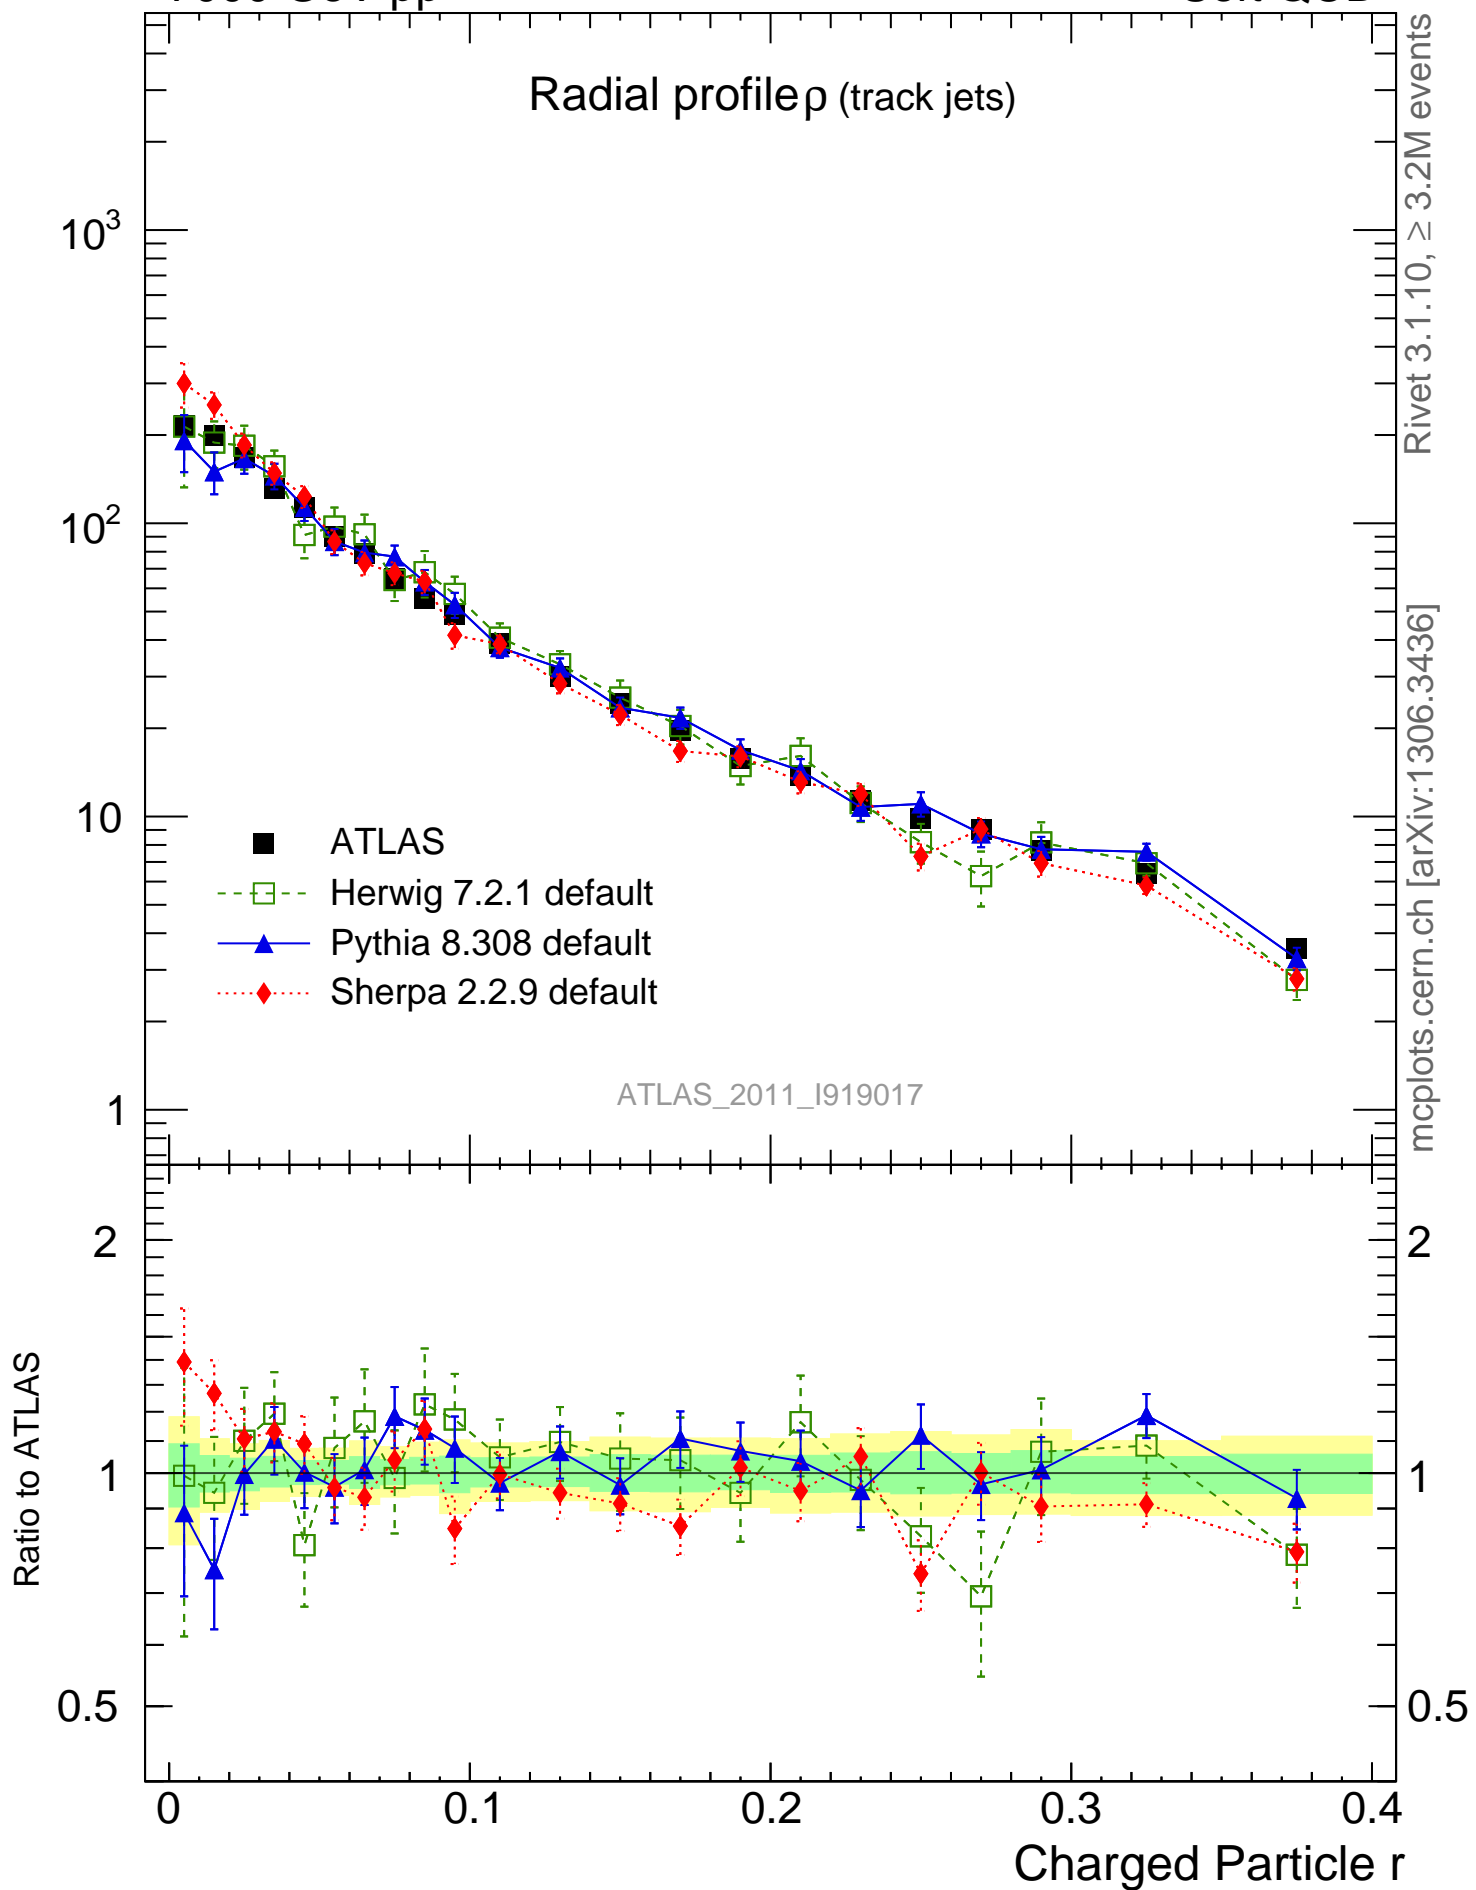 Radial profile ρ (track jets)
10³
10²
10
1
ATLAS
Herwig 7.2.1 default
Pythia 8.308 default
Sherpa 2.2.9 default
ATLAS_2011_I919017
Rivet 3.1.10, ≥ 3.2M events
mcplots.cern.ch [arXiv:1306.3436]
Ratio to ATLAS
2
1
0.5
2
1
0.5
0 0.1 0.2 0.3 0.4
Charged Particle r